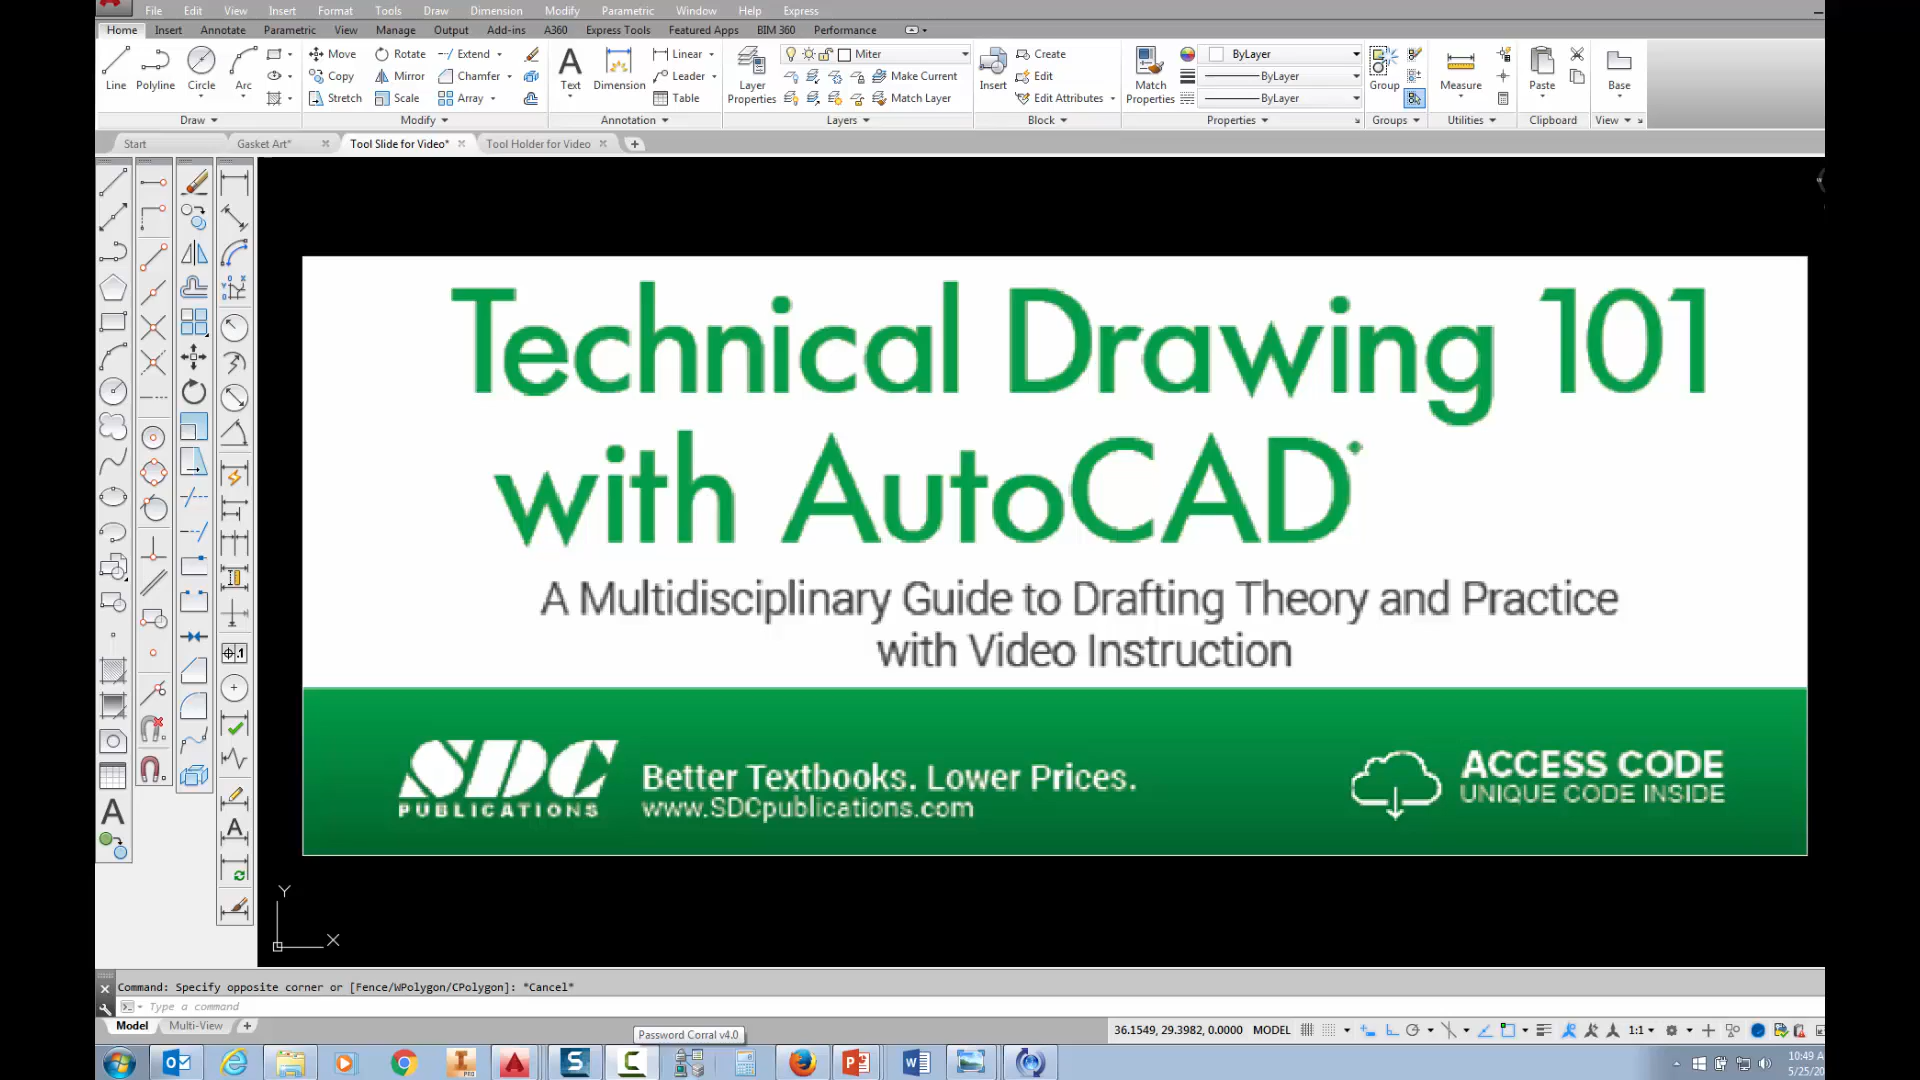 File Edit View Insert Format Tools Draw Dimension Modify Parametric Window Help Express
Home Insert Annotate Parametric View Manage Output Add-ins A360 Express Tools Featured Apps BIM 360 Performance
Line Polyline Circle Arc
Move Rotate Extend
Copy Mirror Chamfer
Stretch Scale Array
Text Dimension
Linear
Leader
Table
Layer Properties
Miter
Make Current
Match Layer
Insert
Create
Edit
Edit Attributes
Match Properties
ByLayer
ByLayer
ByLayer
Group
Measure
Paste
Base
Draw Modify Annotation Layers Block Properties Groups Utilities Clipboard View
Start Gasket Art* Tool Slide for Video* Tool Holder for Video
Technical Drawing 101
with AutoCAD
A Multidisciplinary Guide to Drafting Theory and Practice
with Video Instruction
SDC
PUBLICATIONS
Better Textbooks. Lower Prices.
www.SDCpublications.com
ACCESS CODE
UNIQUE CODE INSIDE
Y
X
Command: Specify opposite corner or [Fence/WPolygon/CPolygon]: *Cancel*
Type a command
Model Multi-View
Password Corral v4.0
36.1549, 29.3982, 0.0000 MODEL 1:1
10:49 A
5/25/20